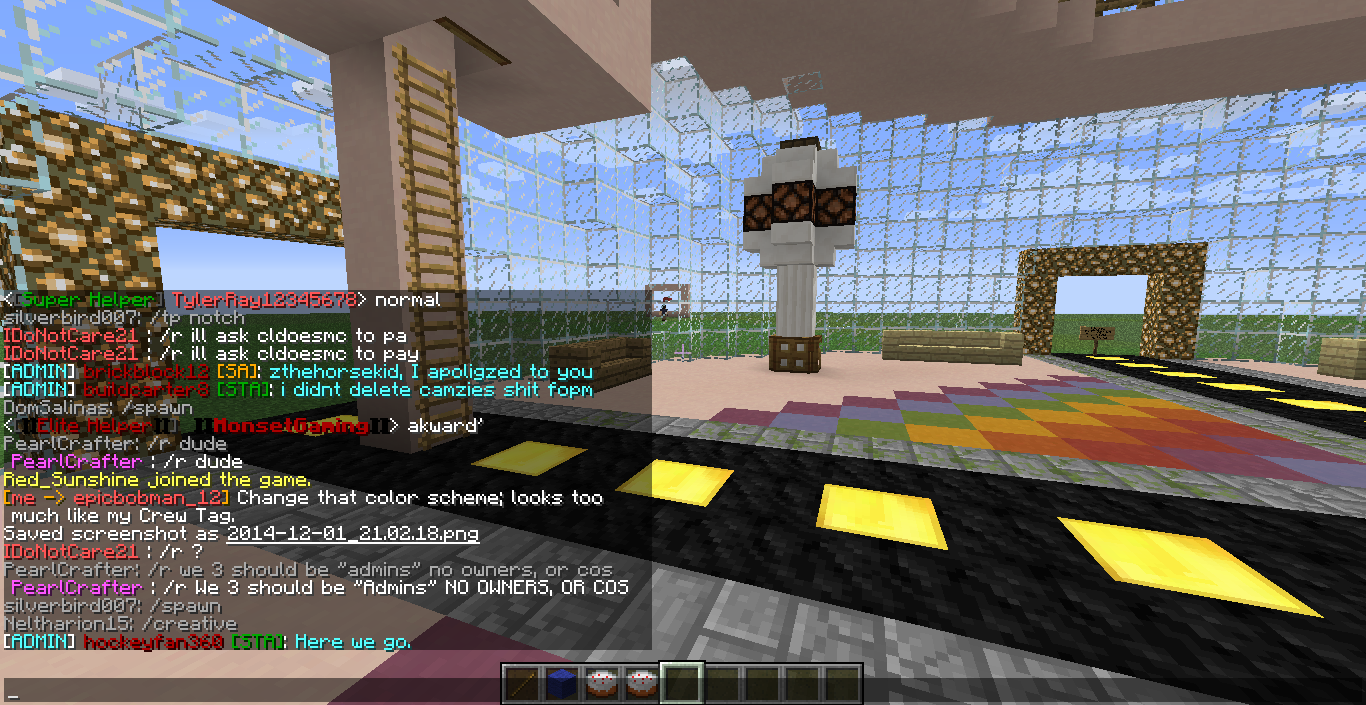 <[Super Helper] TylerRay12345678> normal
silverbird007: /tp notch
IDoNotCare21 : /r ill ask cldoesmc to pa
IDoNotCare21 : /r ill ask cldoesmc to pay
[ADMIN] brickblock12 [SA]: zthehorsekid, I apoligzed to you
[ADMIN] buildcarter8 [STA]: i didnt delete camzies shit fopm
DomSalinas: /spawn
Elite Helper MonsetGaming > akward'
PearlCrafter: /r dude
PearlCrafter : /r dude
Red_Sunshine joined the game.
[me -> epicbobman_12] Change that color scheme; looks too
much like my Crew Tag.
Saved screenshot as 2014-12-01_21.02.18.png
IDoNotCare21 : /r ?
PearlCrafter: /r we 3 should be "admins" no owners, or cos
PearlCrafter : /r We 3 should be "Admins" NO OWNERS, OR COS
silverbird007: /spawn
Neltharion15: /creative
[ADMIN] hockeyfan360 [STA]: Here we go.
_